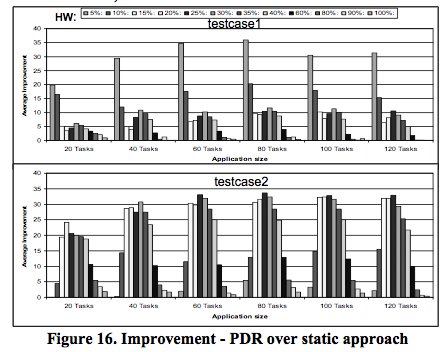 HW: 5%: 10%: 15%: 20%: 25%: 30%: 35%: 40%: 60%: 80%: 90%: 100%:
testcase1
Average Improvement
40
35
30
25
20
15
10
5
0
20 Tasks 40 Tasks 60 Tasks 80 Tasks 100 Tasks 120 Tasks
Application size
testcase2
Average Improvement
40
35
30
25
20
15
10
5
0
20 Tasks 40 Tasks 60 Tasks 80 Tasks 100 Tasks 120 Tasks
Application size
Figure 16. Improvement - PDR over static approach